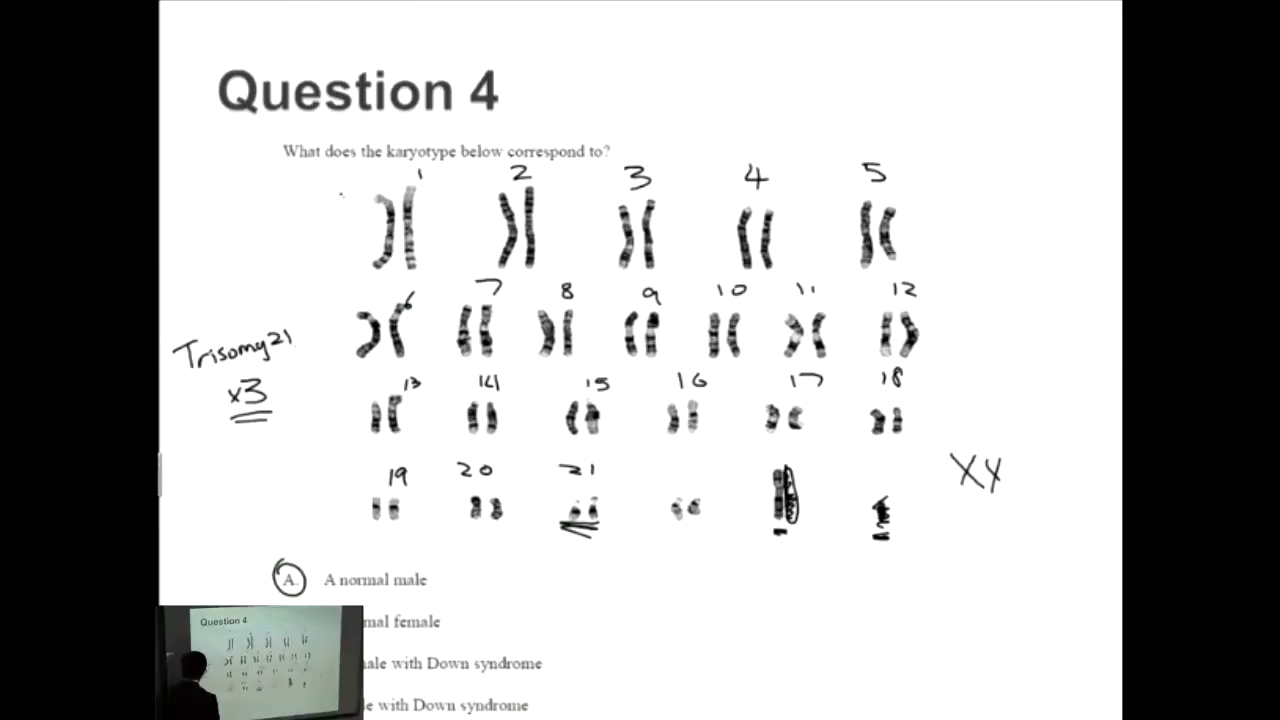 Question 4
What does the karyotype below correspond to?
1 2 3 4 5
6 7 8 9 10 11 12
Trisomy 21
x3
13 14 15 16 17 18
19 20 21
XY
A. A normal male
mal female
ale with Down syndrome
le with Down syndrome
Question 4